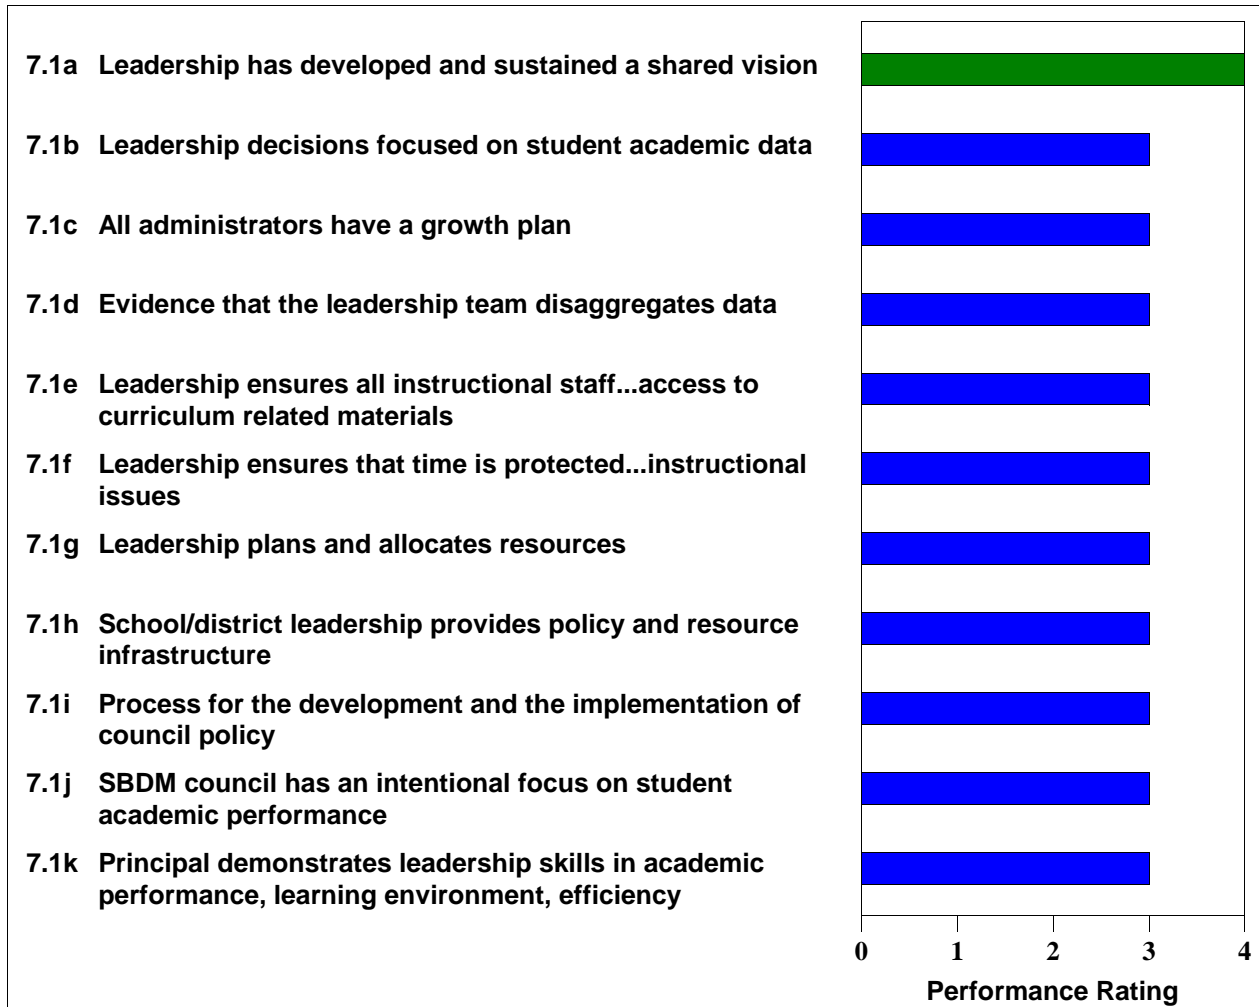 7.1a Leadership has developed and sustained a shared vision
7.1b Leadership decisions focused on student academic data
7.1c All administrators have a growth plan
7.1d Evidence that the leadership team disaggregates data
7.1e Leadership ensures all instructional staff...access to
curriculum related materials
7.1f Leadership ensures that time is protected...instructional
issues
7.1g Leadership plans and allocates resources
7.1h School/district leadership provides policy and resource
infrastructure
7.1i Process for the development and the implementation of
council policy
7.1j SBDM council has an intentional focus on student
academic performance
7.1k Principal demonstrates leadership skills in academic
performance, learning environment, efficiency
0 1 2 3 4
Performance Rating